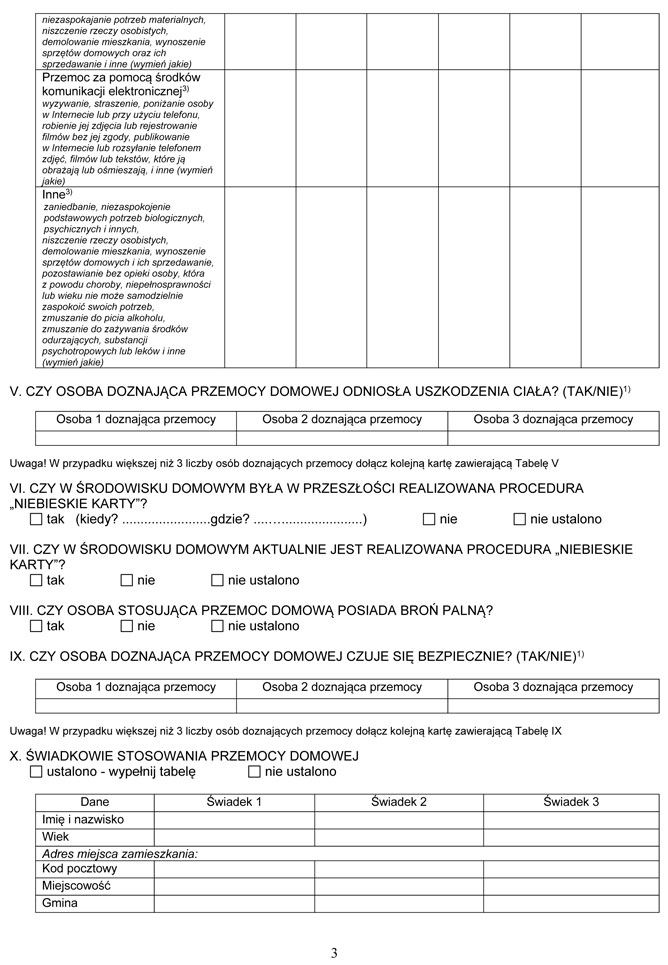 niezaspokajanie potrzeb materialnych,
niszczenie rzeczy osobistych,
demolowanie mieszkania, wynoszenie
sprzętów domowych oraz ich
sprzedawanie i inne (wymień jakie)
Przemoc za pomocą środków
komunikacji elektronicznej3)
wyzywanie, straszenie, poniżanie osoby
w Internecie lub przy użyciu telefonu,
robienie jej zdjęcia lub rejestrowanie
filmów bez jej zgody, publikowanie
w Internecie lub rozsyłanie telefonem
zdjęć, filmów lub tekstów, które ją
obrażają lub ośmieszają, i inne (wymień
jakie)
Inne3)
zaniedbanie, niezaspokojenie
podstawowych potrzeb biologicznych,
psychicznych i innych,
niszczenie rzeczy osobistych,
demolowanie mieszkania, wynoszenie
sprzętów domowych i ich sprzedawanie,
pozostawianie bez opieki osoby, która
z powodu choroby, niepełnosprawności
lub wieku nie może samodzielnie
zaspokoić swoich potrzeb,
zmuszanie do picia alkoholu,
zmuszanie do zażywania środków
odurzających, substancji
psychotropowych lub leków i inne
(wymień jakie)
V. CZY OSOBA DOZNAJĄCA PRZEMOCY DOMOWEJ ODNIOSŁA USZKODZENIA CIAŁA? (TAK/NIE)1)
Osoba 1 doznająca przemocy Osoba 2 doznająca przemocy Osoba 3 doznająca przemocy
Uwaga! W przypadku większej niż 3 liczby osób doznających przemocy dołącz kolejną kartę zawierającą Tabelę V
VI. CZY W ŚRODOWISKU DOMOWYM BYŁA W PRZESZŁOŚCI REALIZOWANA PROCEDURA
„NIEBIESKIE KARTY”?
tak (kiedy? ........................gdzie? .............................) nie nie ustalono
VII. CZY W ŚRODOWISKU DOMOWYM AKTUALNIE JEST REALIZOWANA PROCEDURA „NIEBIESKIE
KARTY”?
tak nie nie ustalono
VIII. CZY OSOBA STOSUJĄCA PRZEMOC DOMOWĄ POSIADA BROŃ PALNĄ?
tak nie nie ustalono
IX. CZY OSOBA DOZNAJĄCA PRZEMOCY DOMOWEJ CZUJE SIĘ BEZPIECZNIE? (TAK/NIE)1)
Osoba 1 doznająca przemocy Osoba 2 doznająca przemocy Osoba 3 doznająca przemocy
Uwaga! W przypadku większej niż 3 liczby osób doznających przemocy dołącz kolejną kartę zawierającą Tabelę IX
X. ŚWIADKOWIE STOSOWANIA PRZEMOCY DOMOWEJ
ustalono - wypełnij tabelę nie ustalono
Dane Świadek 1 Świadek 2 Świadek 3
Imię i nazwisko
Wiek
Adres miejsca zamieszkania:
Kod pocztowy
Miejscowość
Gmina
3